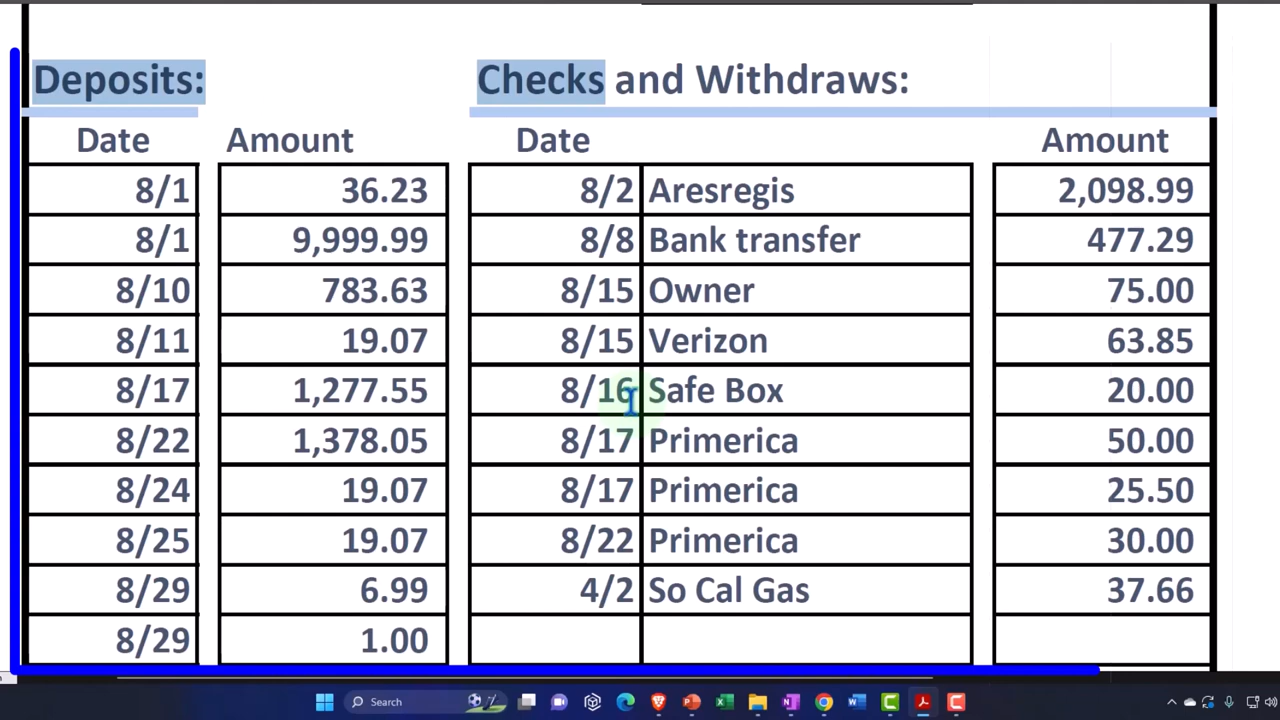 Deposits: Checks and Withdraws:
Date Amount Date Amount
8/1 36.23 8/2 Aresregis 2,098.99
8/1 9,999.99 8/8 Bank transfer 477.29
8/10 783.63 8/15 Owner 75.00
8/11 19.07 8/15 Verizon 63.85
8/17 1,277.55 8/16 Safe Box 20.00
8/22 1,378.05 8/17 Primerica 50.00
8/24 19.07 8/17 Primerica 25.50
8/25 19.07 8/22 Primerica 30.00
8/29 6.99 4/2 So Cal Gas 37.66
8/29 1.00
Search